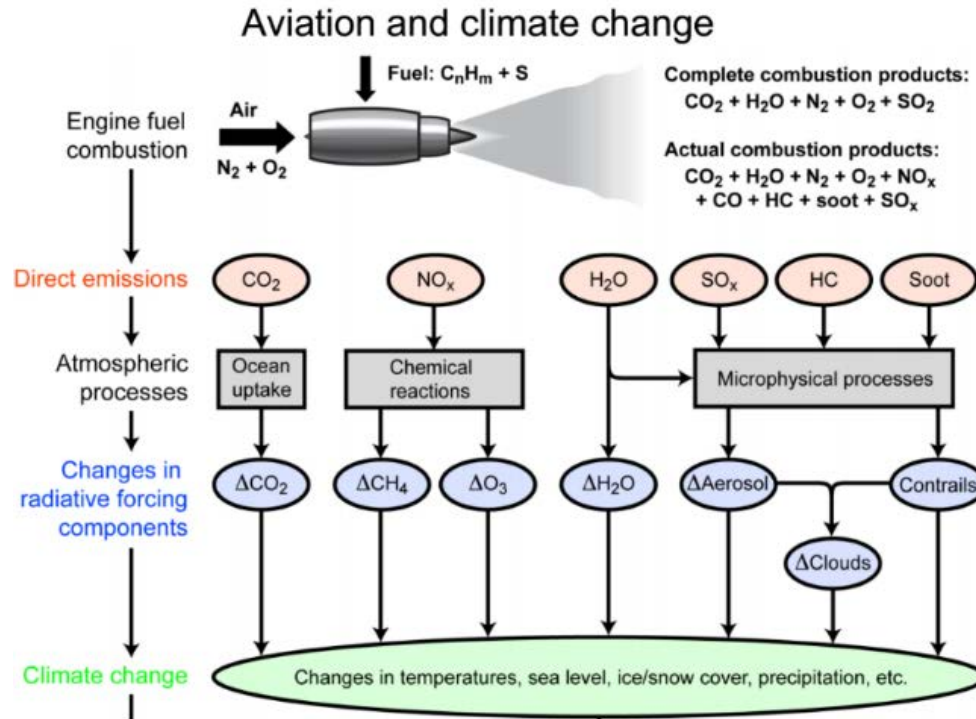 Aviation and climate change
Fuel: CₙHₘ + S
Air
N₂ + O₂
Engine fuel
combustion
Complete combustion products:
CO₂ + H₂O + N₂ + O₂ + SO₂
Actual combustion products:
CO₂ + H₂O + N₂ + O₂ + NOₓ
+ CO + HC + soot + SOₓ
Direct emissions
CO₂
NOₓ
H₂O
SOₓ
HC
Soot
Atmospheric
processes
Ocean
uptake
Chemical
reactions
Microphysical processes
Changes in
radiative forcing
components
ΔCO₂
ΔCH₄
ΔO₃
ΔH₂O
ΔAerosol
Contrails
ΔClouds
Climate change
Changes in temperatures, sea level, ice/snow cover, precipitation, etc.